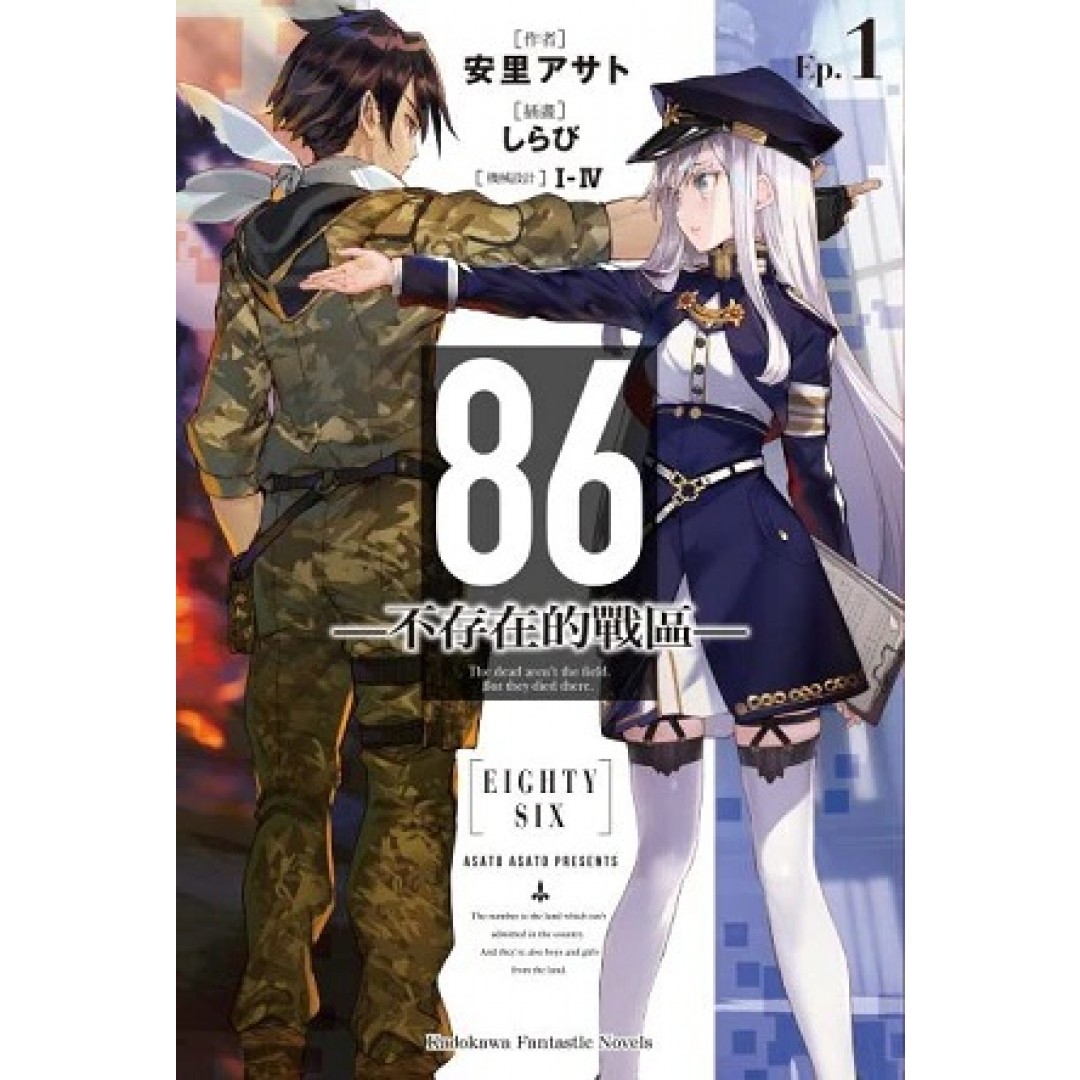 [作者]
安里アサト
[插畫]
しらび
[機械設計] I-IV
Ep. 1
86
—不存在的戰區—
The dead aren't the field.
But they died there.
[EIGHTY
SIX]
ASATO ASATO PRESENTS
The number is the land which isn't
admitted in the country.
And they're also boys and girls
from the land.
Kadokawa Fantastic Novels